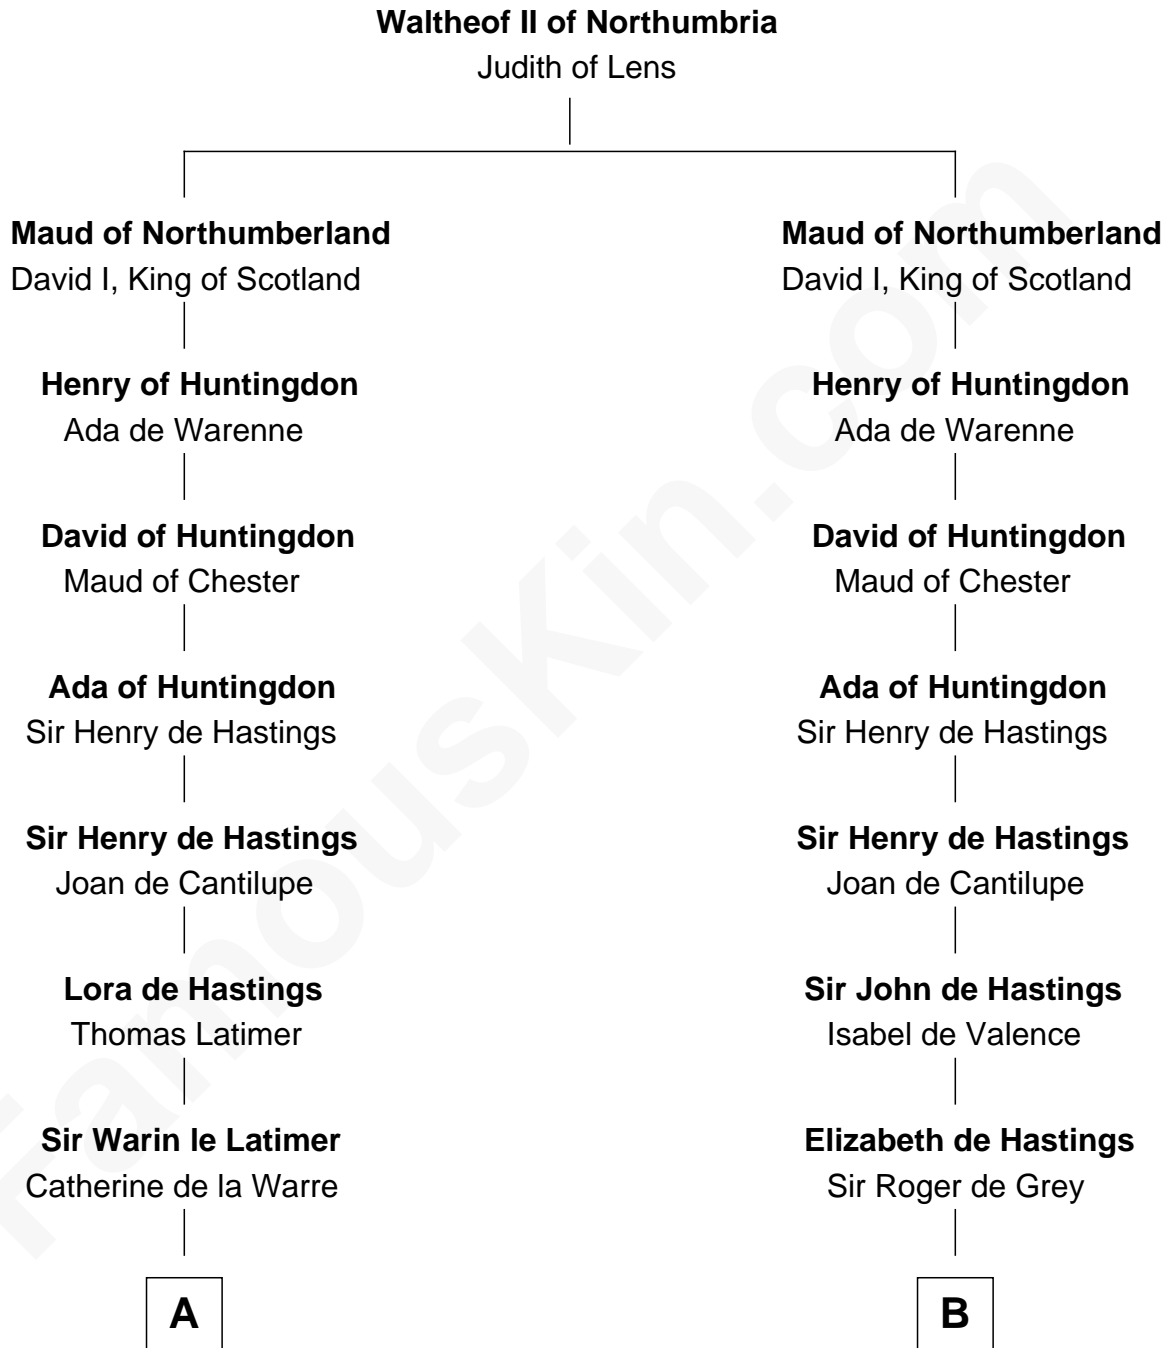 Waltheof II of Northumbria
Judith of Lens
Maud of Northumberland
David I, King of Scotland
Henry of Huntingdon
Ada de Warenne
David of Huntingdon
Maud of Chester
Ada of Huntingdon
Sir Henry de Hastings
Sir Henry de Hastings
Joan de Cantilupe
Lora de Hastings
Thomas Latimer
Sir Warin le Latimer
Catherine de la Warre
A
Maud of Northumberland
David I, King of Scotland
Henry of Huntingdon
Ada de Warenne
David of Huntingdon
Maud of Chester
Ada of Huntingdon
Sir Henry de Hastings
Sir Henry de Hastings
Joan de Cantilupe
Sir John de Hastings
Isabel de Valence
Elizabeth de Hastings
Sir Roger de Grey
B
FamousKin.com